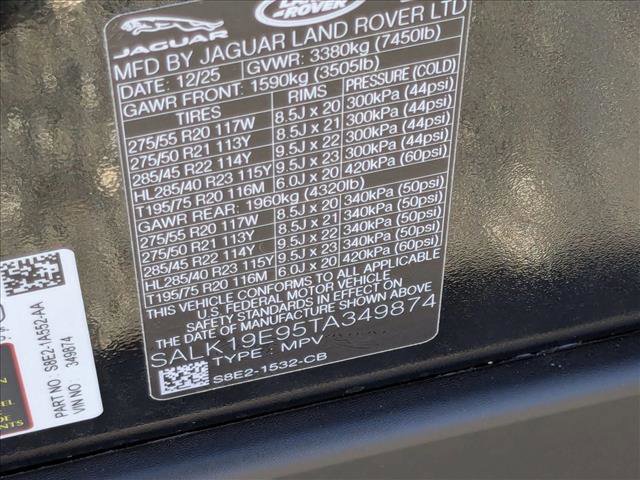 JAGUAR
LAND
ROVER
MFD BY JAGUAR LAND ROVER LTD
DATE: 12/25 GVWR: 3380kg (7450lb)
GAWR FRONT: 1590kg (3505lb)
TIRES RIMS PRESSURE (COLD)
275/55 R20 117W 8.5J x 20 300kPa (44psi)
275/50 R21 113Y 8.5J x 21 300kPa (44psi)
285/45 R22 114Y 9.5J x 22 300kPa (44psi)
HL285/40 R23 115Y 9.5J x 23 300kPa (44psi)
T195/75 R20 116M 6.0J x 20 420kPa (60psi)
GAWR REAR: 1960kg (4320lb)
275/55 R20 117W 8.5J x 20 340kPa (50psi)
275/50 R21 113Y 8.5J x 21 340kPa (50psi)
285/45 R22 114Y 9.5J x 22 340kPa (50psi)
HL285/40 R23 115Y 9.5J x 23 340kPa (50psi)
T195/75 R20 116M 6.0J x 20 420kPa (60psi)
THIS VEHICLE CONFORMS TO ALL APPLICABLE
U.S. FEDERAL MOTOR VEHICLE
SAFETY STANDARDS IN EFFECT ON
THE DATE OF MANUFACTURE SHOWN ABOVE
SALK19E95TA349874
TYPE: MPV
S8E2-1532-CB
PART NO S8E2-1A552-AA
VIN NO 349874